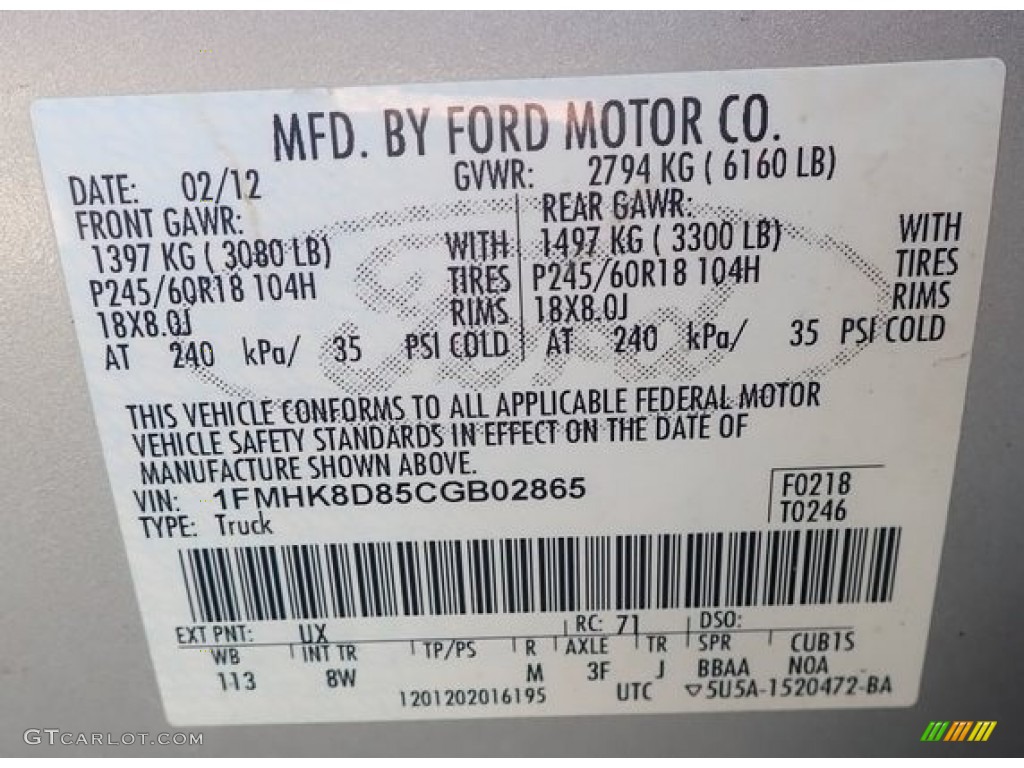 MFD. BY FORD MOTOR CO.
DATE: 02/12 GVWR: 2794 KG ( 6160 LB)
FRONT GAWR: REAR GAWR:
1397 KG ( 3080 LB) WITH 1497 KG ( 3300 LB) WITH
P245/60R18 104H TIRES P245/60R18 104H TIRES
18X8.0J RIMS 18X8.0J RIMS
AT 240 kPa/ 35 PSI COLD AT 240 kPa/ 35 PSI COLD
Ford
THIS VEHICLE CONFORMS TO ALL APPLICABLE FEDERAL MOTOR
VEHICLE SAFETY STANDARDS IN EFFECT ON THE DATE OF
MANUFACTURE SHOWN ABOVE.
VIN: 1FMHK8D85CGB02865 F0218
TYPE: Truck T0246
EXT PNT: UX RC: 71 DSO:
WB INT TR TP/PS R AXLE TR SPR CUB1S
113 8W M 3F J BBAA NOA
1201202016195 UTC ▽5U5A-1520472-BA
GTCARLOT.COM